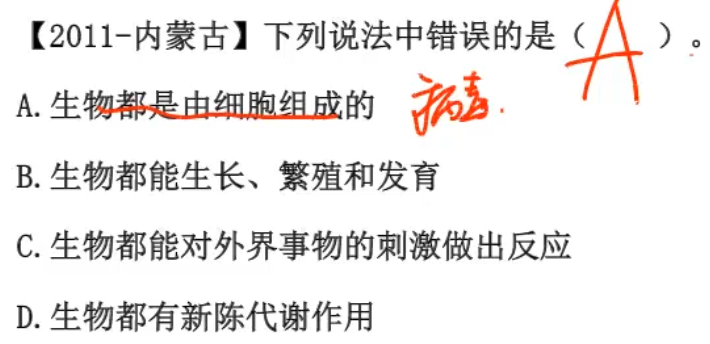 【2011-内蒙古】下列说法中错误的是（ A ）。
A.生物都是由细胞组成的 病毒.
B.生物都能生长、繁殖和发育
C.生物都能对外界事物的刺激做出反应
D.生物都有新陈代谢作用